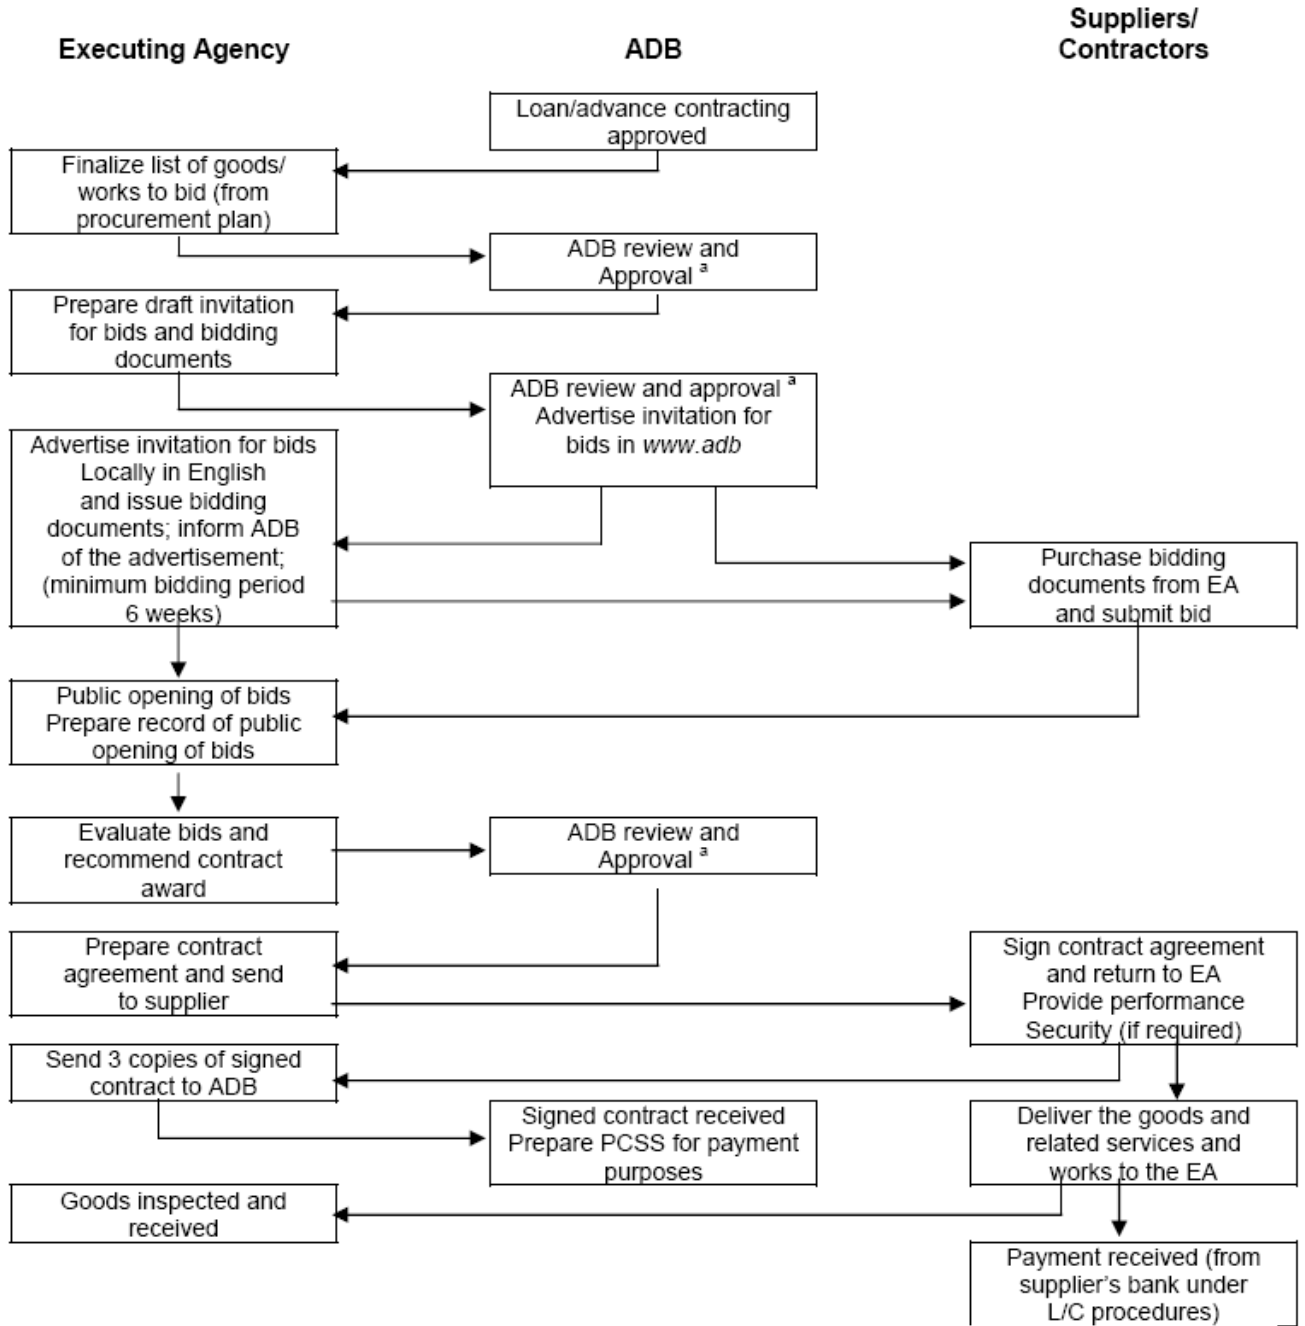 Executing Agency
ADB
Suppliers/
Contractors
Loan/advance contracting
approved
Finalize list of goods/
works to bid (from
procurement plan)
ADB review and
Approval a
Prepare draft invitation
for bids and bidding
documents
ADB review and approval a
Advertise invitation for
bids in www.adb
Advertise invitation for bids
Locally in English
and issue bidding
documents; inform ADB
of the advertisement;
(minimum bidding period
6 weeks)
Purchase bidding
documents from EA
and submit bid
Public opening of bids
Prepare record of public
opening of bids
Evaluate bids and
recommend contract
award
ADB review and
Approval a
Prepare contract
agreement and send
to supplier
Sign contract agreement
and return to EA
Provide performance
Security (if required)
Send 3 copies of signed
contract to ADB
Signed contract received
Prepare PCSS for payment
purposes
Deliver the goods and
related services and
works to the EA
Goods inspected and
received
Payment received (from
supplier's bank under
L/C procedures)